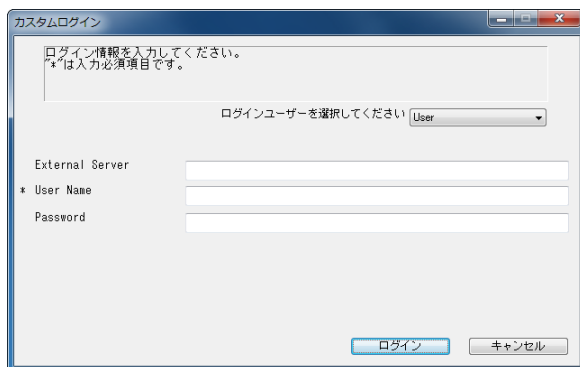 カスタムログイン
ログイン情報を入力してください。
"*"は入力必須項目です。
ログインユーザーを選択してください User
External Server
* User Name
Password
ログイン キャンセル